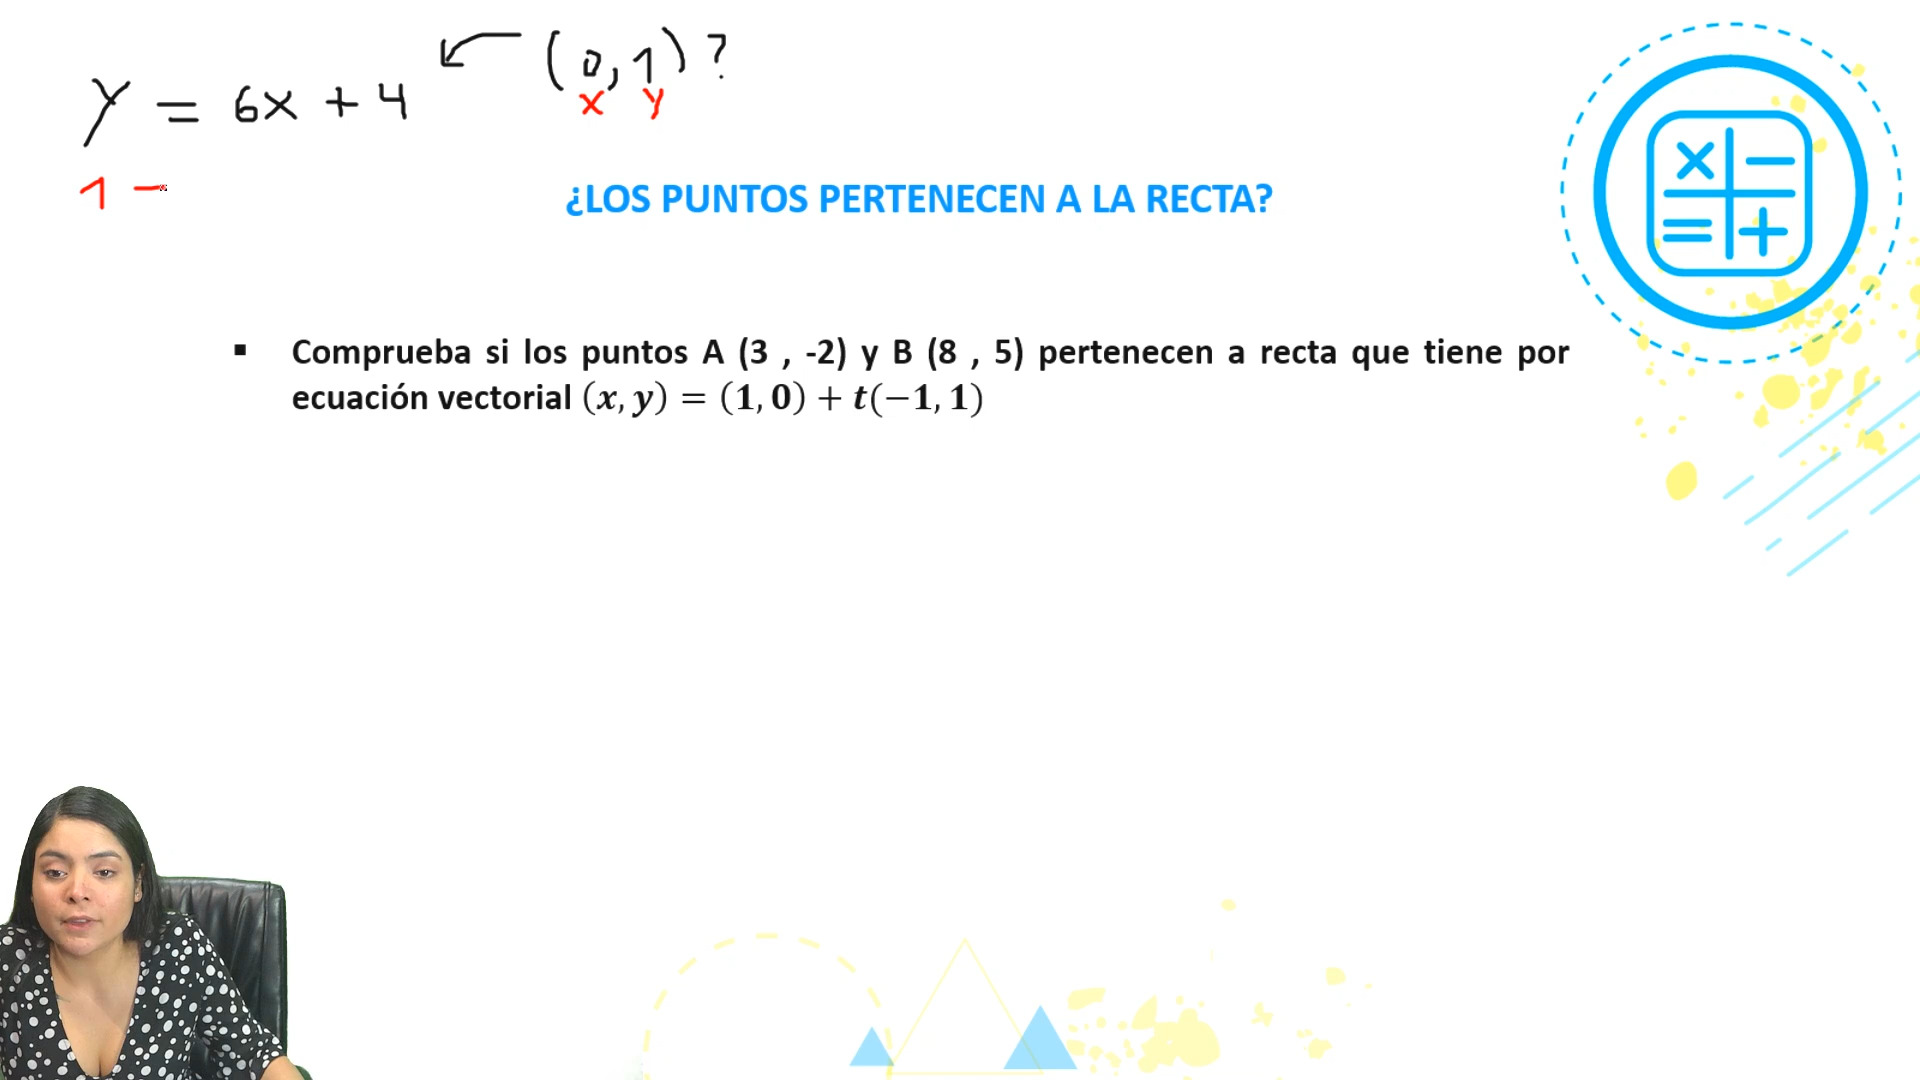 y = 6x + 4 (0, 1) ?
x y
1 -
¿LOS PUNTOS PERTENECEN A LA RECTA?
▪ Comprueba si los puntos A (3 , -2) y B (8 , 5) pertenecen a recta que tiene por
ecuación vectorial (x, y) = (1, 0) + t(−1, 1)